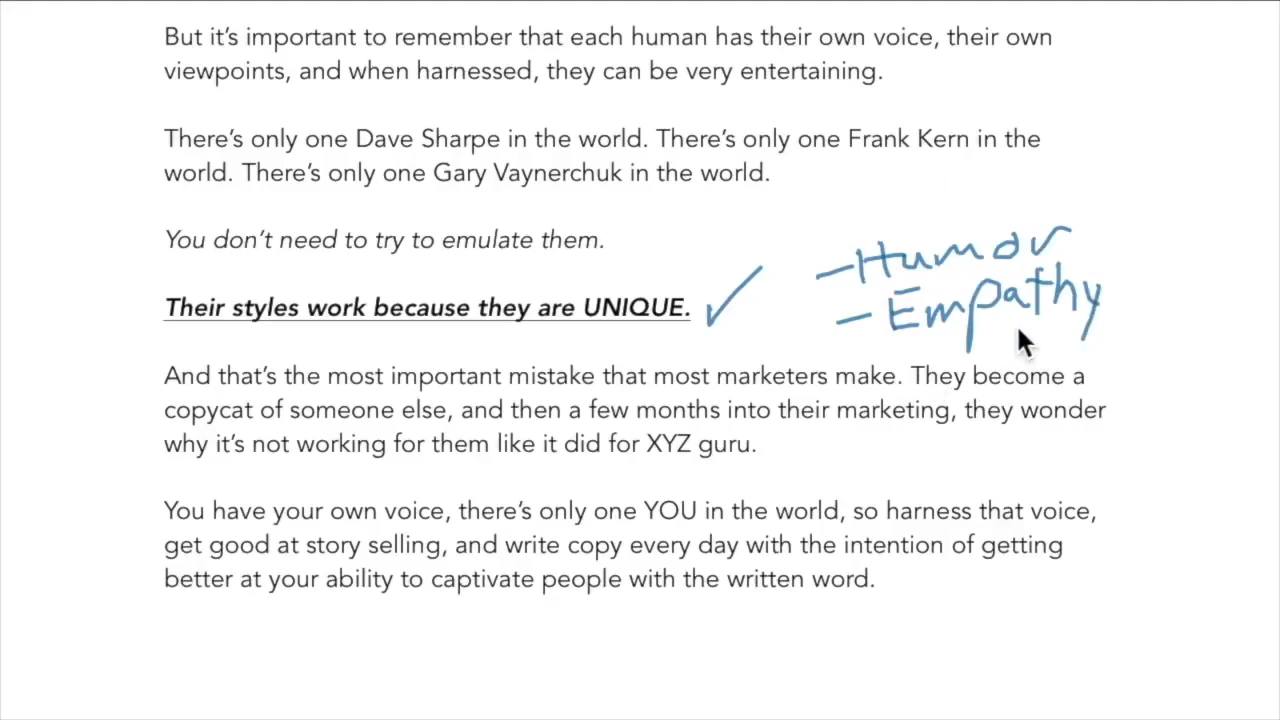 But it's important to remember that each human has their own voice, their own
viewpoints, and when harnessed, they can be very entertaining.
There's only one Dave Sharpe in the world. There's only one Frank Kern in the
world. There's only one Gary Vaynerchuk in the world.
You don't need to try to emulate them.
-Humor
Their styles work because they are UNIQUE. ✓
- Empathy
And that's the most important mistake that most marketers make. They become a
copycat of someone else, and then a few months into their marketing, they wonder
why it's not working for them like it did for XYZ guru.
You have your own voice, there's only one YOU in the world, so harness that voice,
get good at story selling, and write copy every day with the intention of getting
better at your ability to captivate people with the written word.